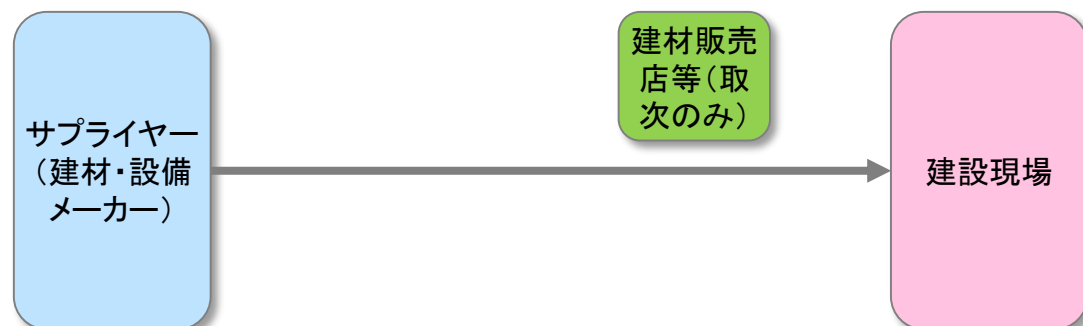 サプライヤー
（建材・設備
メーカー）
建材販売
店等（取
次のみ）
建設現場